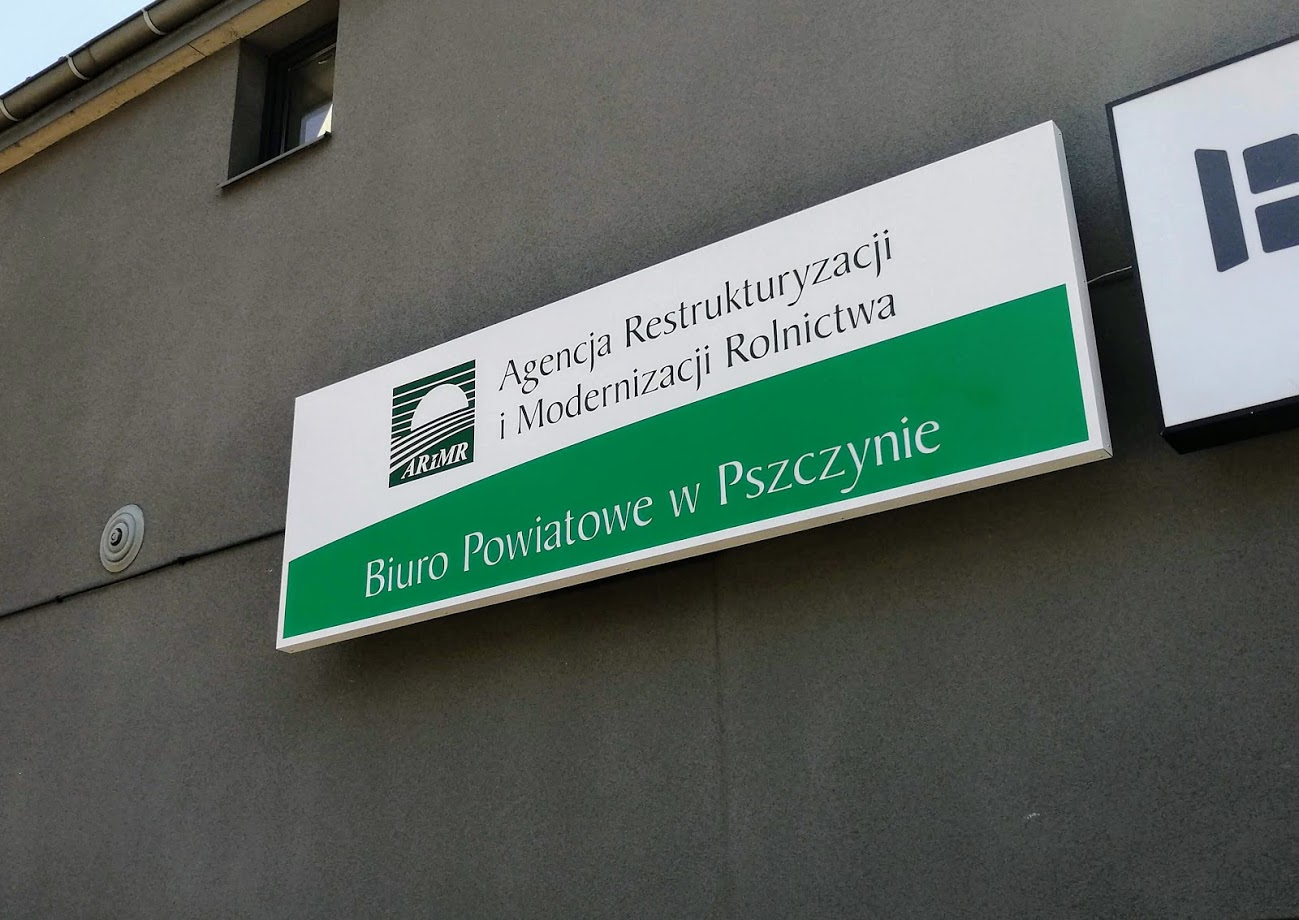 Agencja Restrukturyzacji
i Modernizacji Rolnictwa
ARiMR
Biuro Powiatowe w Pszczynie